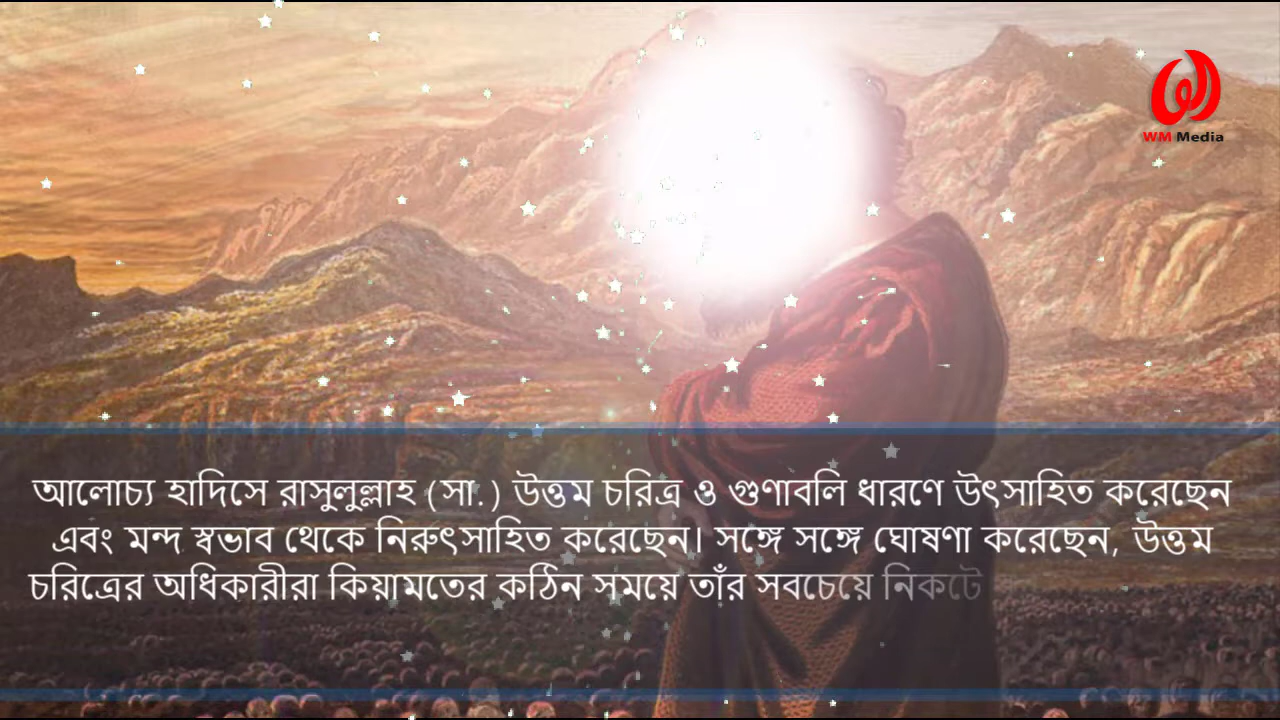 WM Media
আলোচ্য হাদিসে রাসুলুল্লাহ (সা.) উত্তম চরিত্র ও গুণাবলি ধারণে উৎসাহিত করেছেন
এবং মন্দ স্বভাব থেকে নিরুৎসাহিত করেছেন। সঙ্গে সঙ্গে ঘোষণা করেছেন, উত্তম
চরিত্রের অধিকারীরা কিয়ামতের কঠিন সময়ে তাঁর সবচেয়ে নিকটে